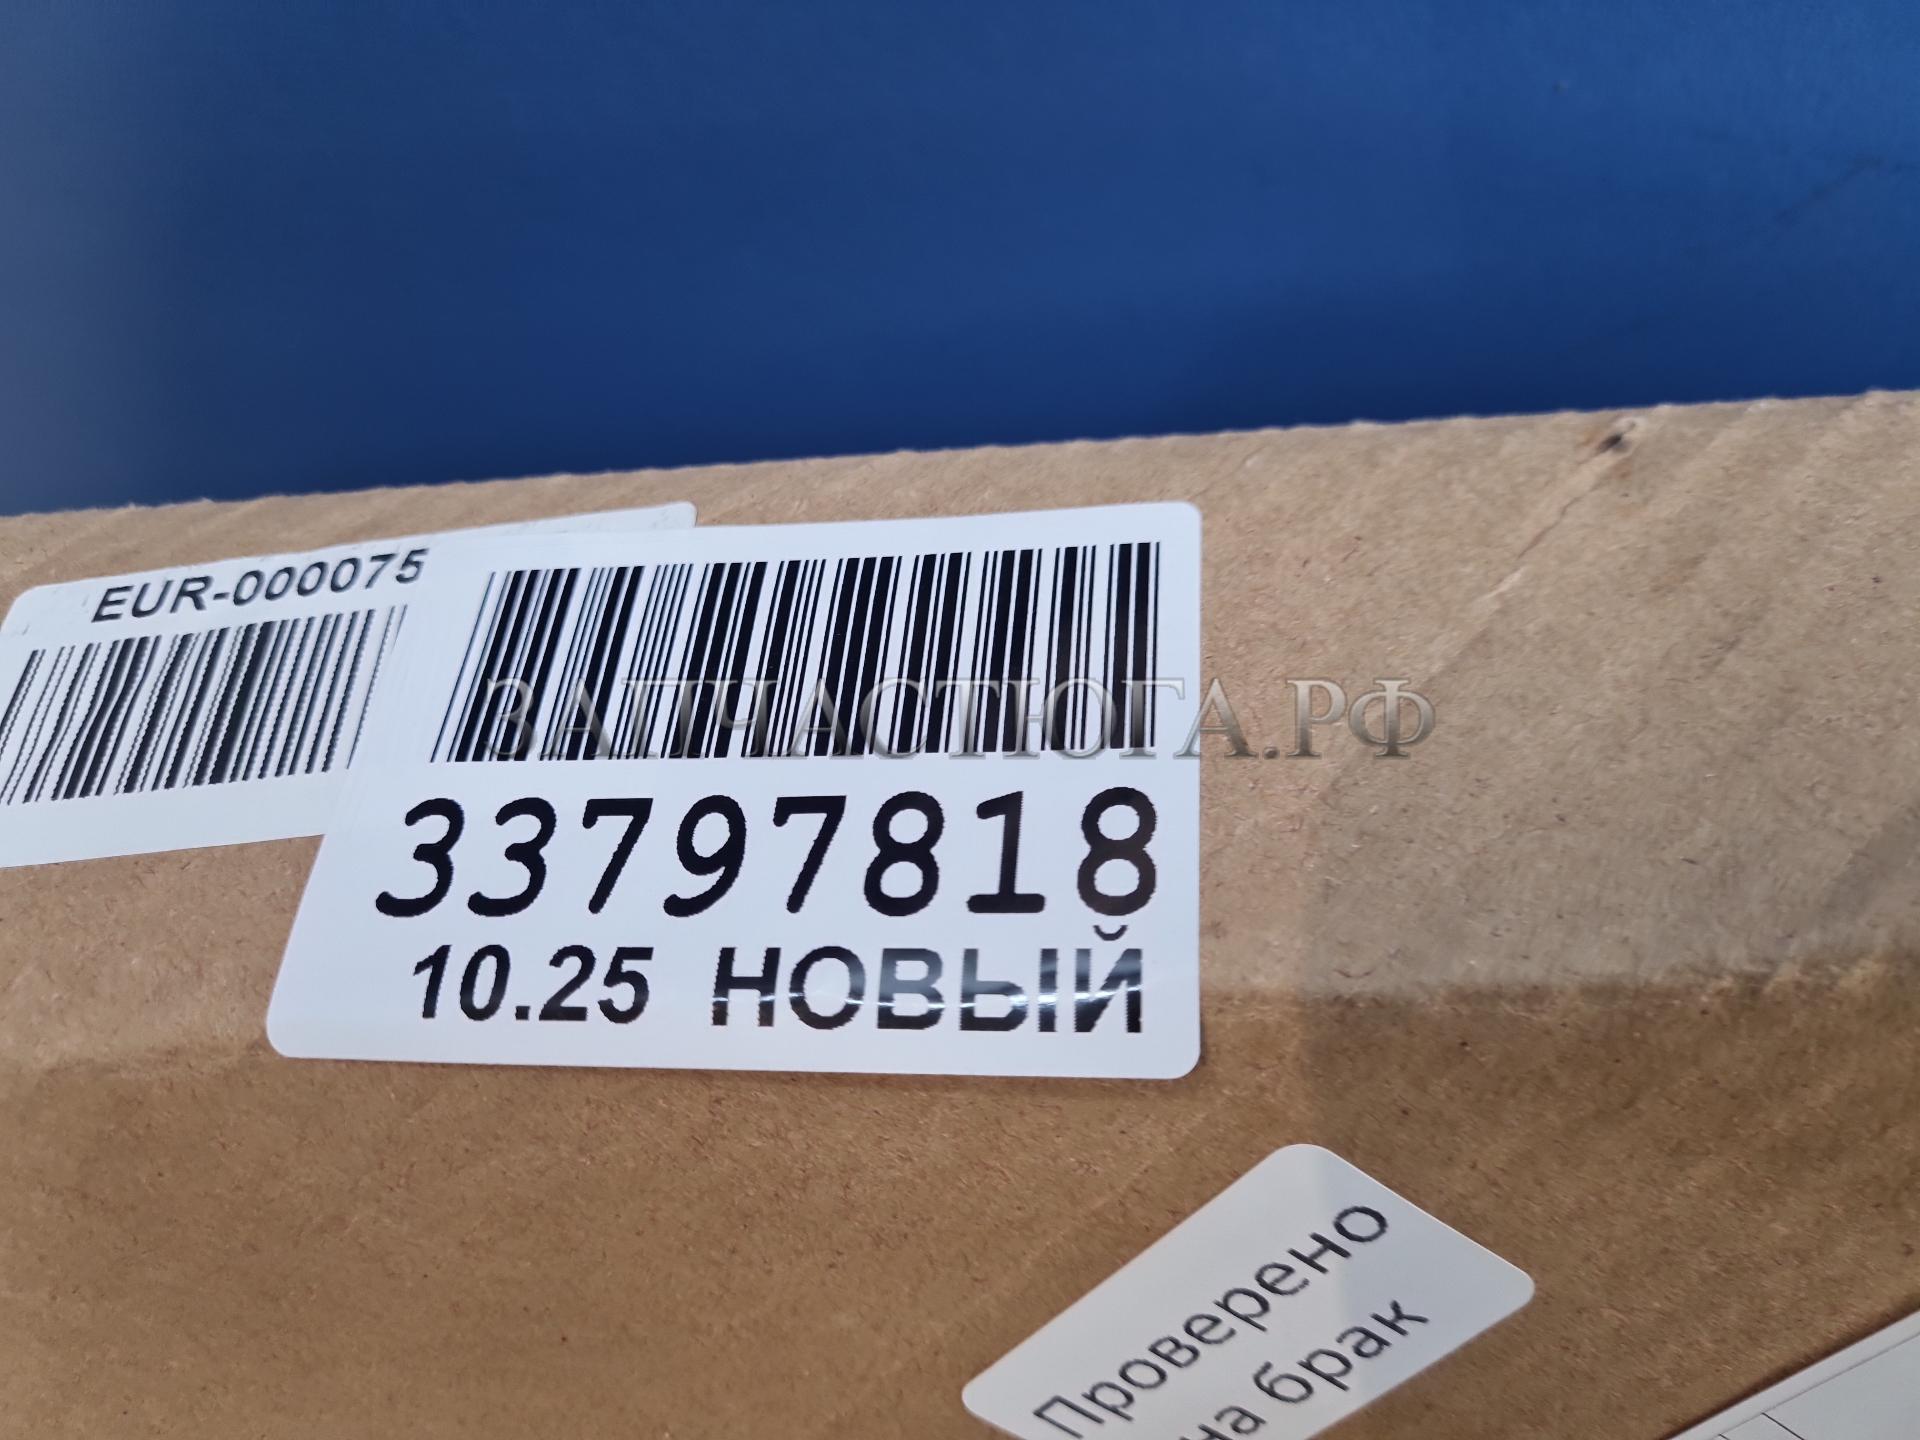 EUR-000075
ЗАПЧАСТЮГА.РФ
33797818
10.25 НОВЫЙ
Проверено
на брак